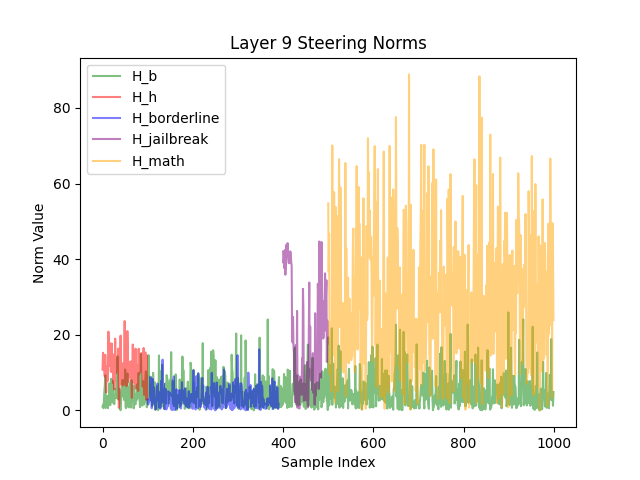 Layer 9 Steering Norms
H_b
H_h
H_borderline
H_jailbreak
H_math
Norm Value
80
60
40
20
0
0 200 400 600 800 1000
Sample Index